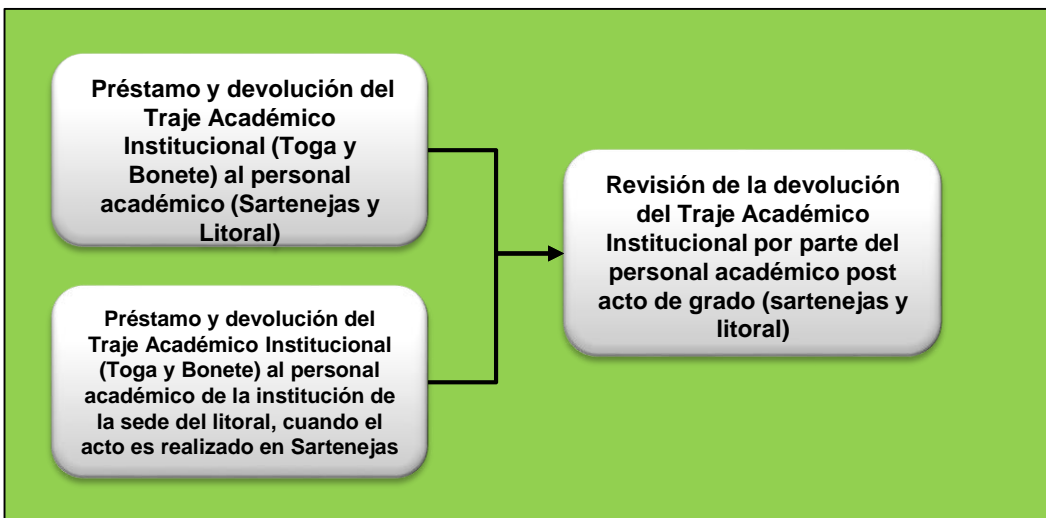 Préstamo y devolución del
Traje Académico
Institucional (Toga y
Bonete) al personal
académico (Sartenejas y
Litoral)
Préstamo y devolución del
Traje Académico Institucional
(Toga y Bonete) al personal
académico de la institución de
la sede del litoral, cuando el
acto es realizado en Sartenejas
Revisión de la devolución
del Traje Académico
Institucional por parte del
personal académico post
acto de grado (sartenejas y
litoral)